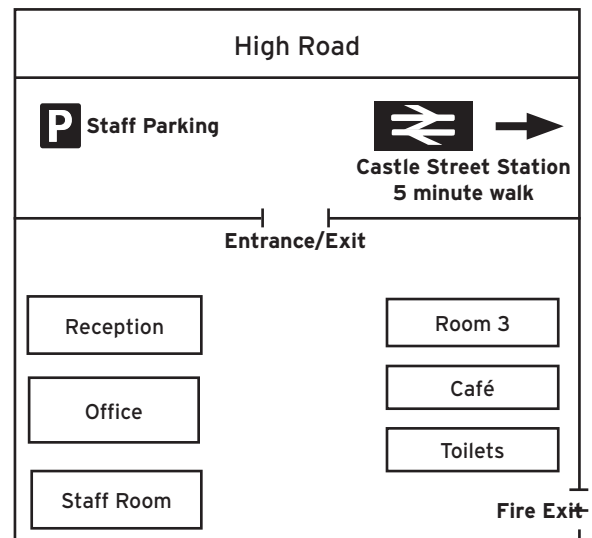 High Road
P Staff Parking
Castle Street Station
5 minute walk
Entrance/Exit
Reception
Room 3
Office
Café
Toilets
Staff Room
Fire Exit